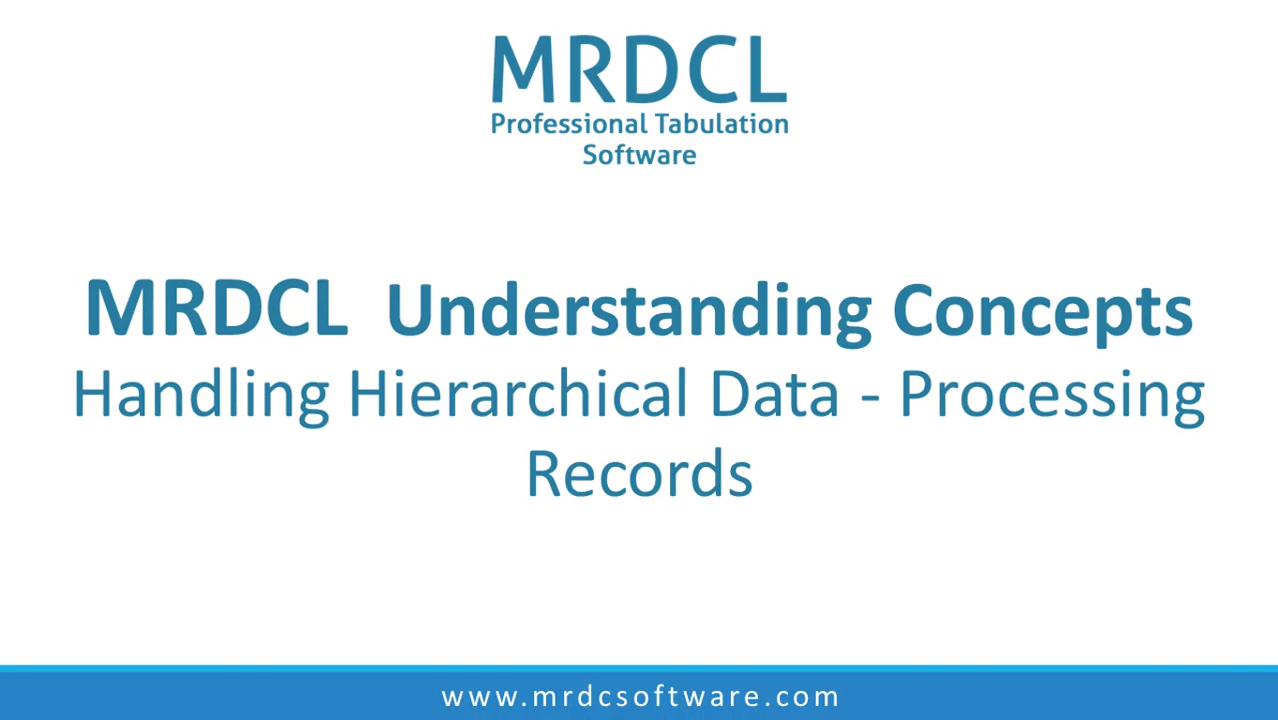 MRDCL
Professional Tabulation
Software
MRDCL Understanding Concepts
Handling Hierarchical Data - Processing
Records
www.mrdcsoftware.com